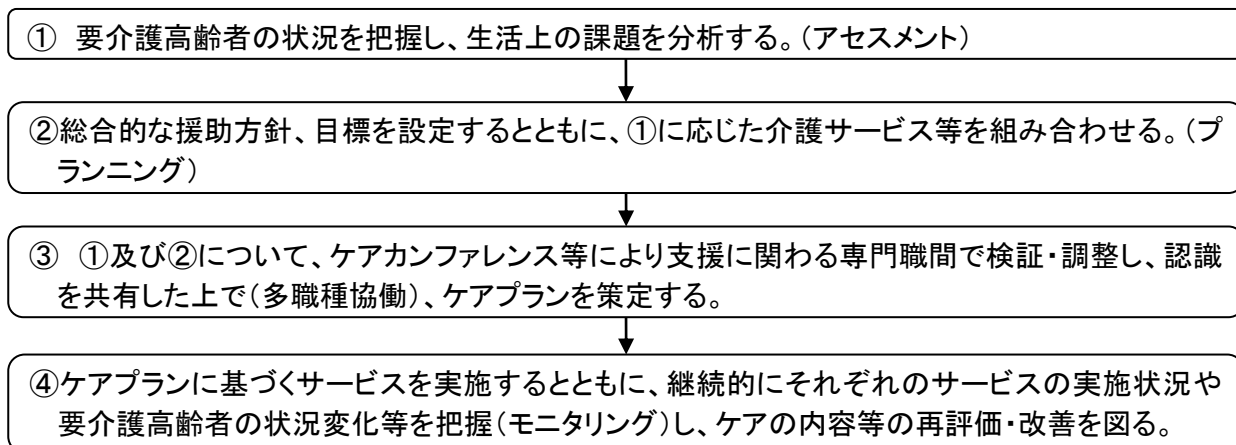 ① 要介護高齢者の状況を把握し、生活上の課題を分析する。(アセスメント)
②総合的な援助方針、目標を設定するとともに、①に応じた介護サービス等を組み合わせる。(プ
ランニング)
③ ①及び②について、ケアカンファレンス等により支援に関わる専門職間で検証・調整し、認識
を共有した上で(多職種協働)、ケアプランを策定する。
④ケアプランに基づくサービスを実施するとともに、継続的にそれぞれのサービスの実施状況や
要介護高齢者の状況変化等を把握(モニタリング)し、ケアの内容等の再評価・改善を図る。